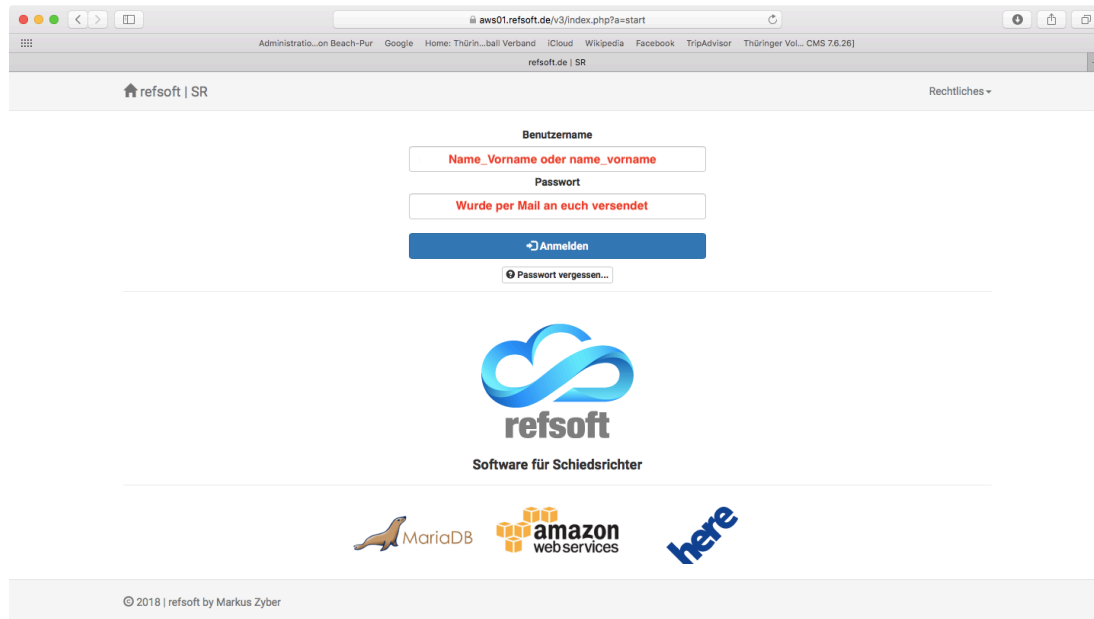 aws01.refsoft.de/v3/index.php?a=start
Administratio...on Beach-Pur Google Home: Thürin...ball Verband iCloud Wikipedia Facebook TripAdvisor Thüringer Vol... CMS 7.6.26]
refsoft.de | SR
refsoft | SR Rechtliches
Benutzername
Name_Vorname oder name_vorname
Passwort
Wurde per Mail an euch versendet
Anmelden
Passwort vergessen...
refsoft
Software für Schiedsrichter
MariaDB
amazon
webservices
here
© 2018 | refsoft by Markus Zyber